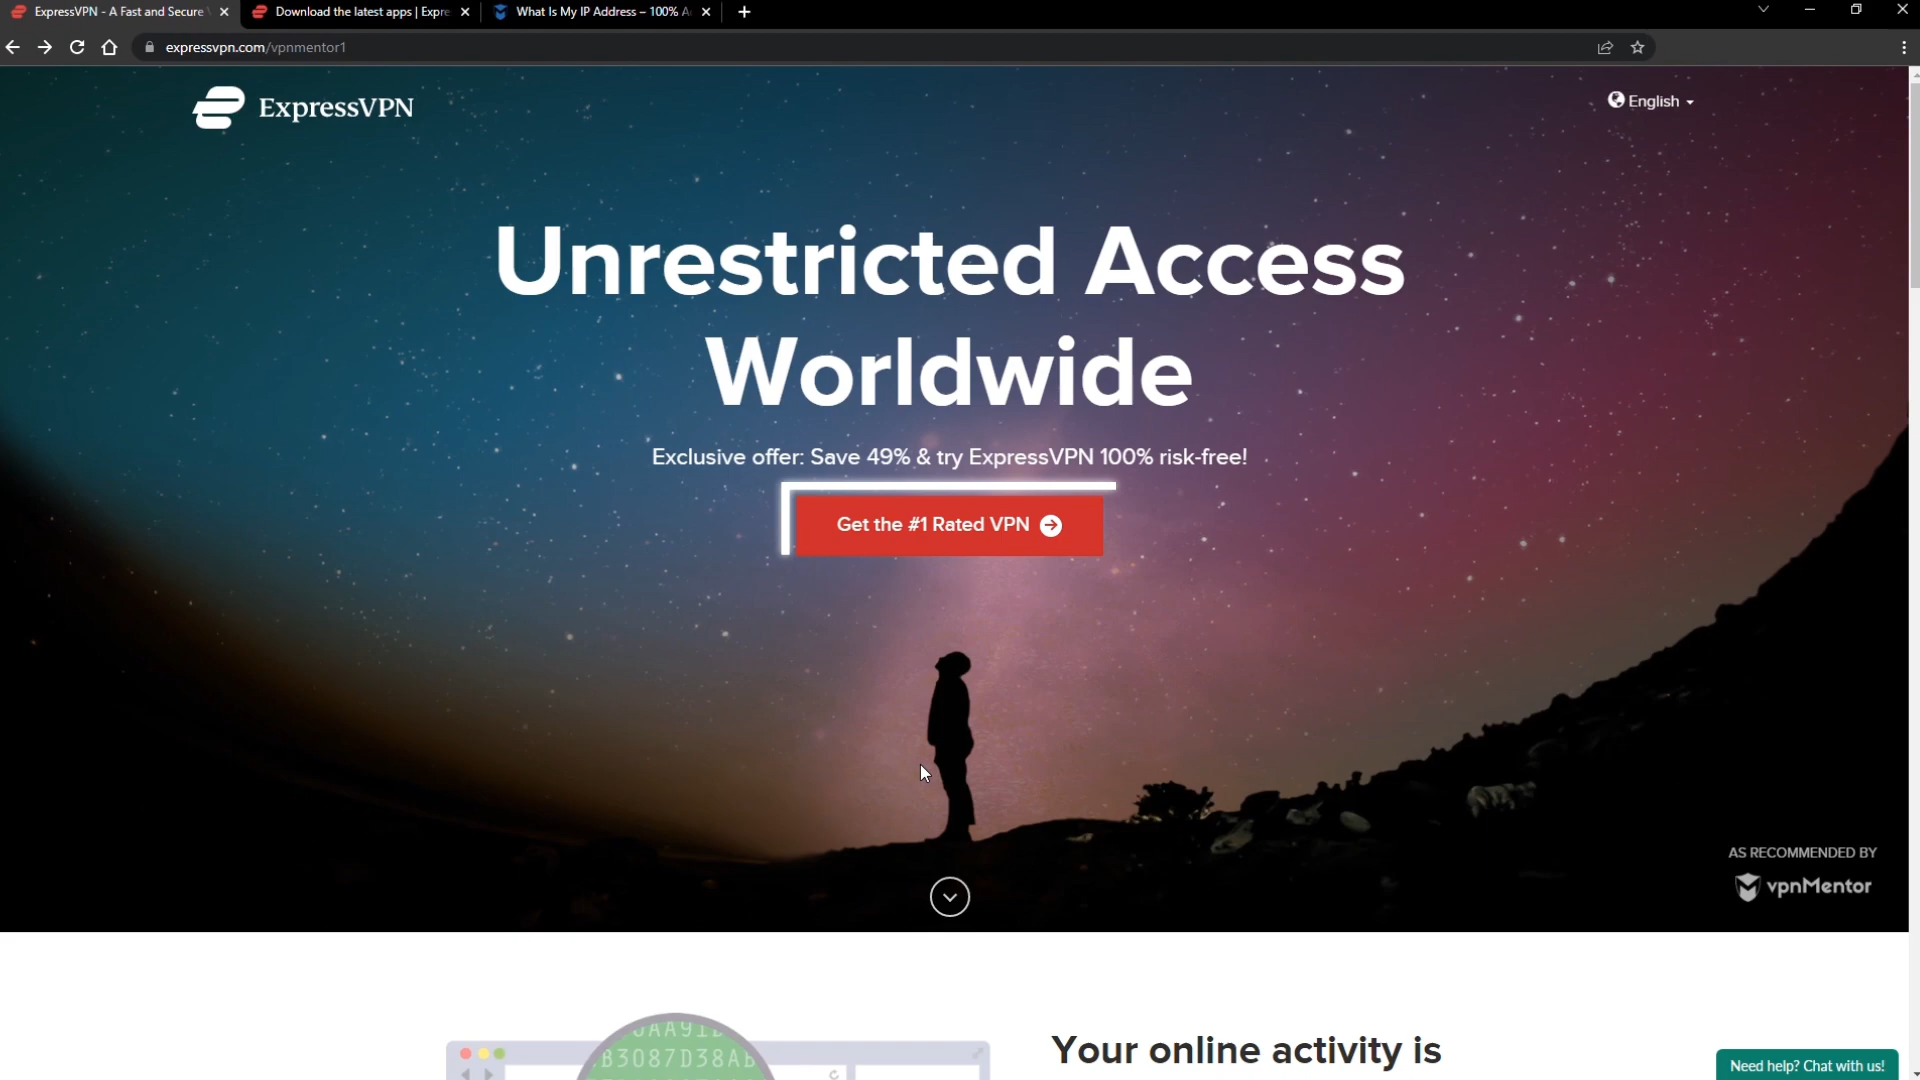 ExpressVPN - A Fast and Secure
Download the latest apps | Expre
What Is My IP Address – 100% A
expressvpn.com/vpnmentor1
ExpressVPN
English
Unrestricted Access
Worldwide
Exclusive offer: Save 49% & try ExpressVPN 100% risk-free!
Get the #1 Rated VPN
AS RECOMMENDED BY
vpnMentor
B3087D38AB
Your online activity is
Need help? Chat with us!